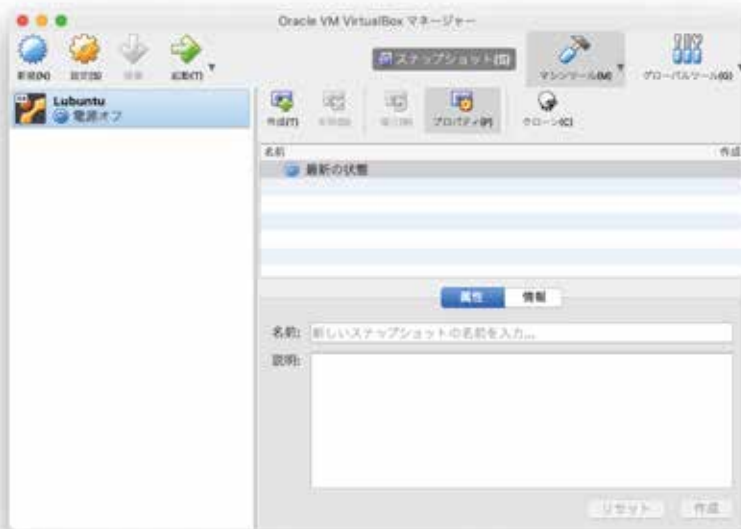 Oracle VM VirtualBox マネージャー
新規(N) 設定(S) 起動(T)
スナップショット(S)
マシンツール(M) グローバルツール(G)
Lubuntu
電源オフ
作成(T) プロパティ(P) クローン(C)
名前 作成
最新の状態
属性 情報
名前: 新しいスナップショットの名前を入力...
説明:
リセット 作成